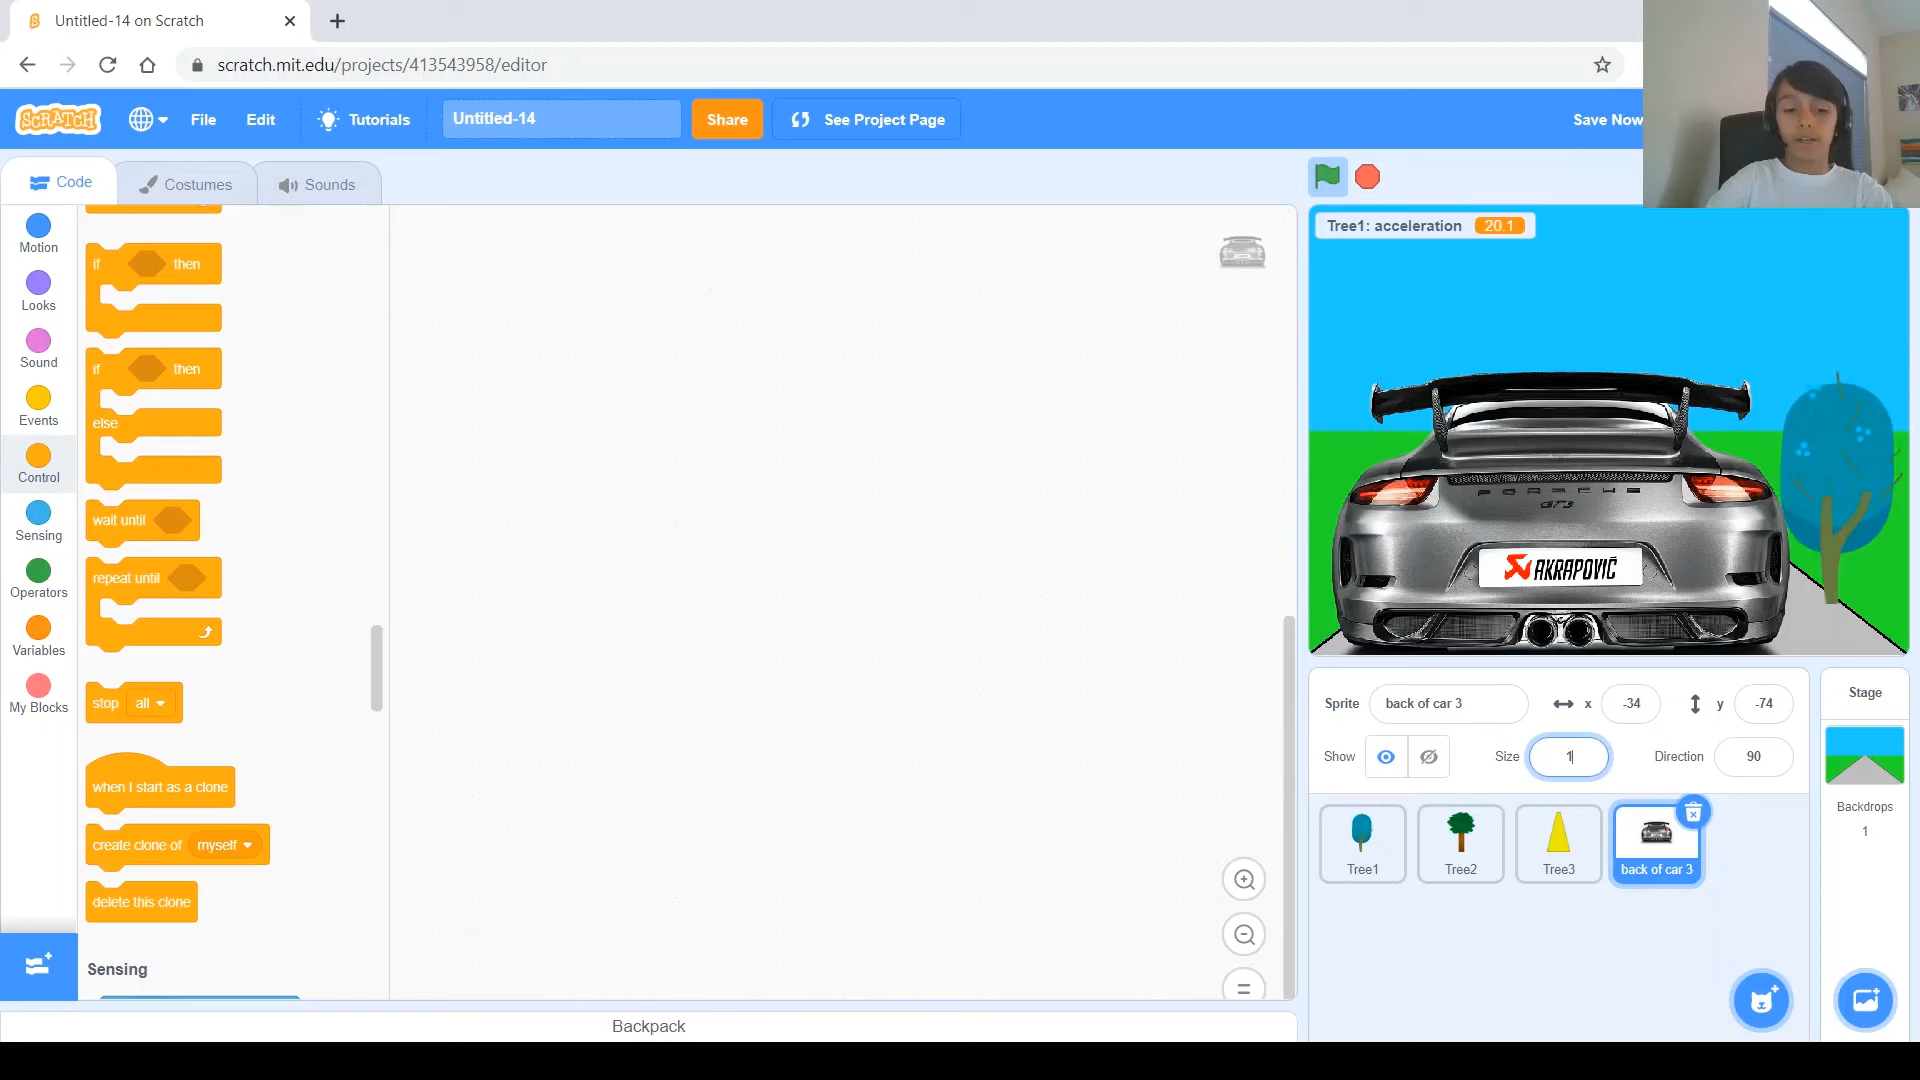 Untitled-14 on Scratch
scratch.mit.edu/projects/413543958/editor
SCRATCH
File
Edit
Tutorials
Untitled-14
Share
See Project Page
Save Now
Code
Costumes
Sounds
Motion
Looks
Sound
Events
Control
Sensing
Operators
Variables
My Blocks
if then
if then
else
wait until
repeat until
stop all
when I start as a clone
create clone of myself
delete this clone
Sensing
Backpack
Tree1: acceleration 20.1
PORSCHE
GT3
AKRAPOVIČ
Sprite back of car 3 x -34 y -74
Show Size 1 Direction 90
Tree1
Tree2
Tree3
back of car 3
Stage
Backdrops
1